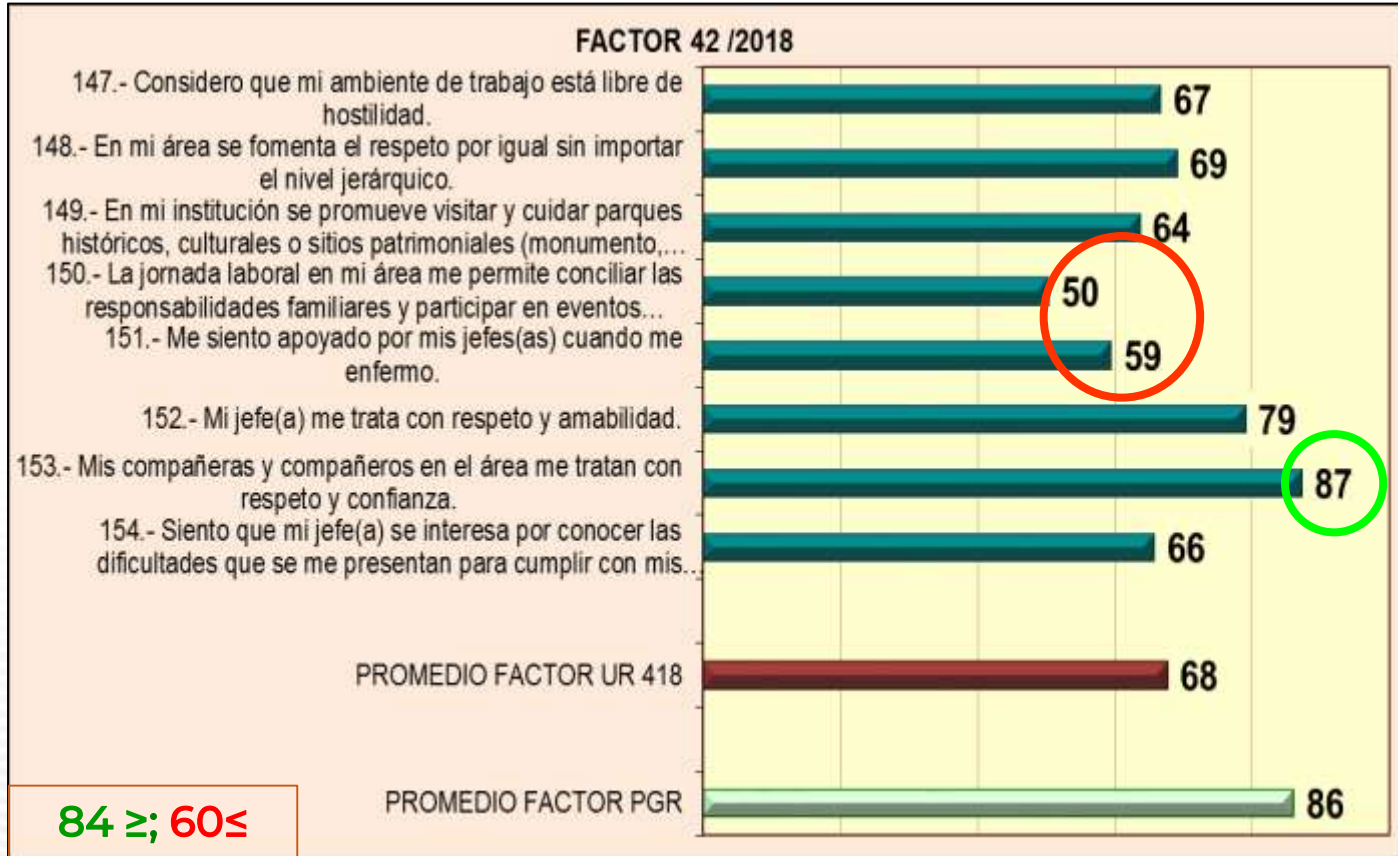 FACTOR 42 /2018
147.- Considero que mi ambiente de trabajo está libre de
hostilidad.
67
148.- En mi área se fomenta el respeto por igual sin importar
el nivel jerárquico.
69
149.- En mi institución se promueve visitar y cuidar parques
históricos, culturales o sitios patrimoniales (monumento,...
64
150.- La jornada laboral en mi área me permite conciliar las
responsabilidades familiares y participar en eventos...
50
151.- Me siento apoyado por mis jefes(as) cuando me
enfermo.
59
152.- Mi jefe(a) me trata con respeto y amabilidad.
79
153.- Mis compañeras y compañeros en el área me tratan con
respeto y confianza.
87
154.- Siento que mi jefe(a) se interesa por conocer las
dificultades que se me presentan para cumplir con mis...
66
PROMEDIO FACTOR UR 418
68
PROMEDIO FACTOR PGR
86
84 ≥; 60≤